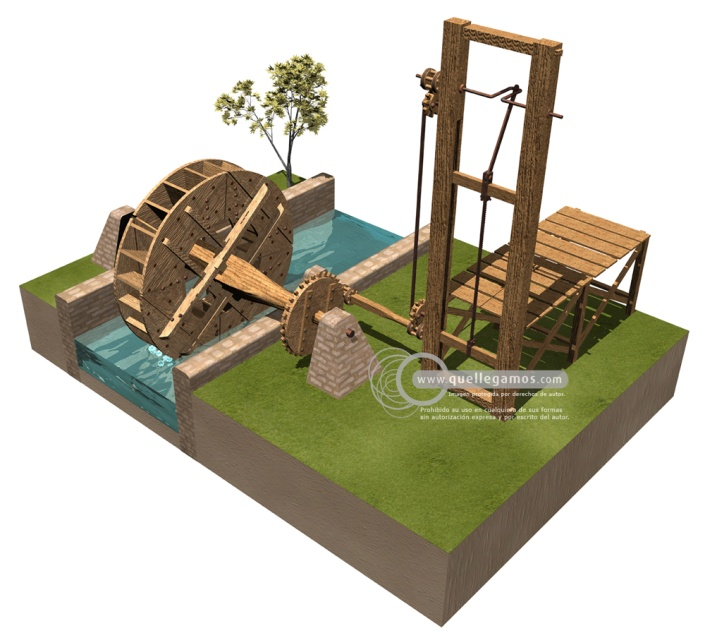 www.quellegamos.com
Imagen protegida por derechos de autor.
Prohibido su uso en cualquiera de sus formas
sin autorización expresa y por escrito del autor.